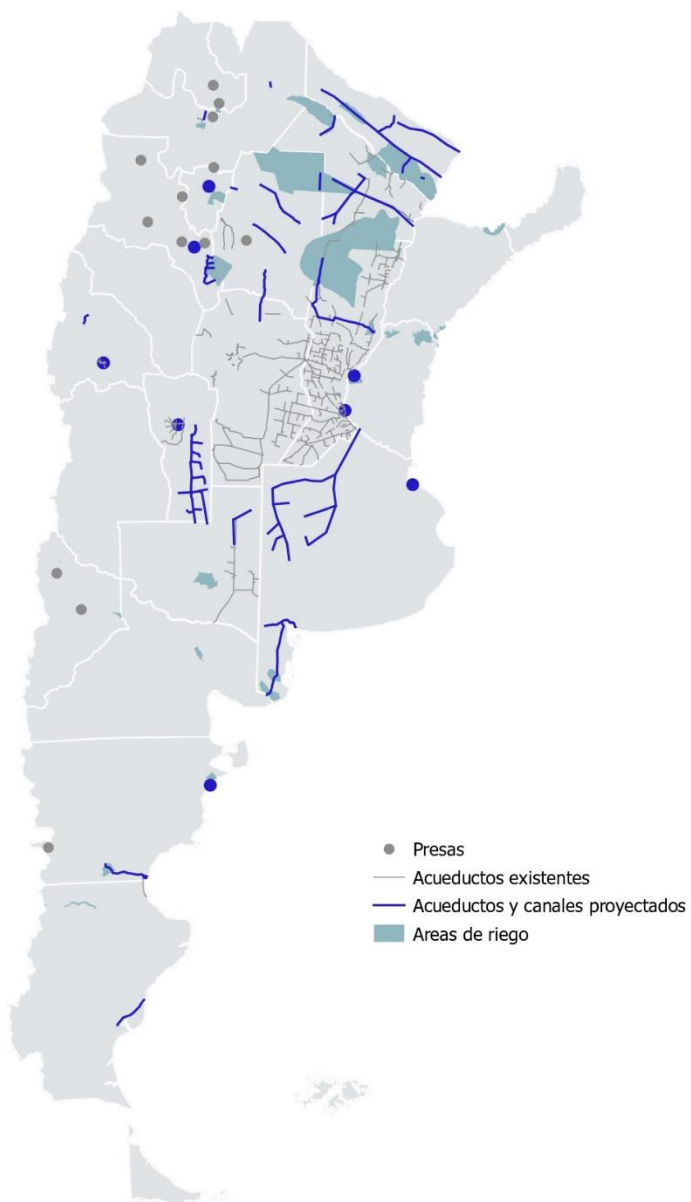 Presas
Acueductos existentes
Acueductos y canales proyectados
Areas de riego